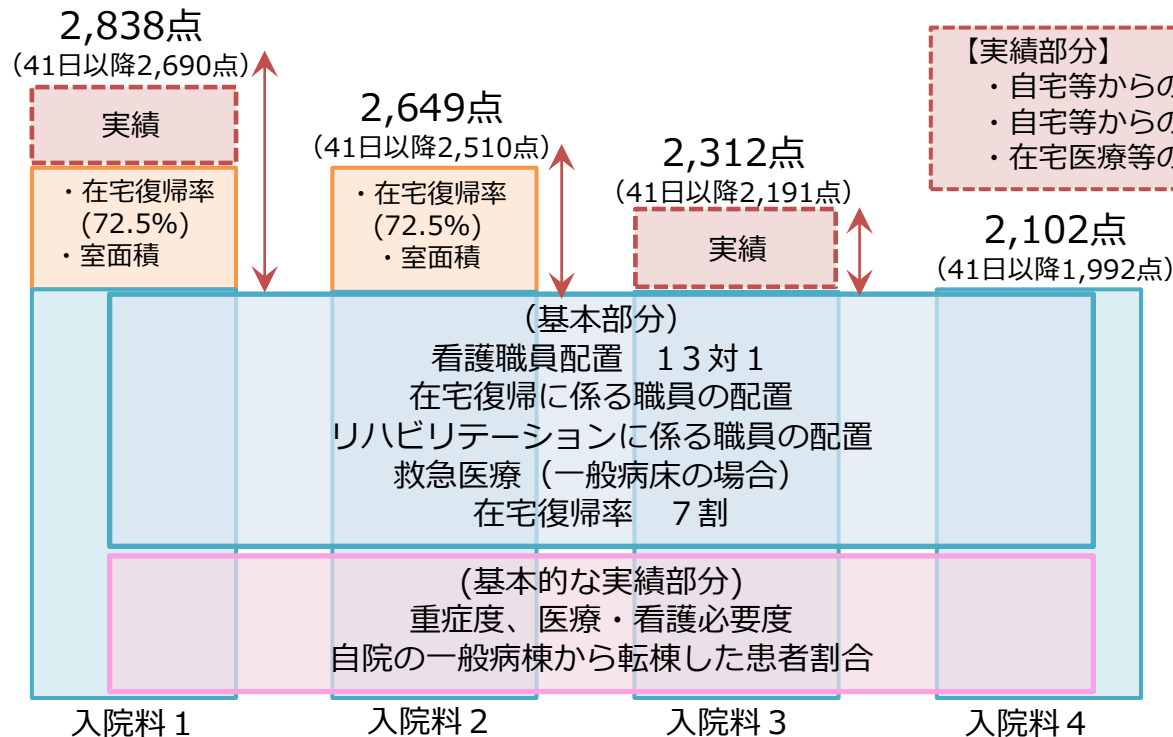 2,838点
(41日以降2,690点)
実績
・在宅復帰率
(72.5%)
・室面積
2,649点
(41日以降2,510点)
・在宅復帰率
(72.5%)
・室面積
2,312点
(41日以降2,191点)
実績
【実績部分】
・自宅等からの
・自宅等からの
・在宅医療等の
2,102点
(41日以降1,992点)
(基本部分)
看護職員配置　１３対１
在宅復帰に係る職員の配置
リハビリテーションに係る職員の配置
救急医療（一般病床の場合）
在宅復帰率　７割
(基本的な実績部分)
重症度、医療・看護必要度
自院の一般病棟から転棟した患者割合
入院料１
入院料２
入院料３
入院料４